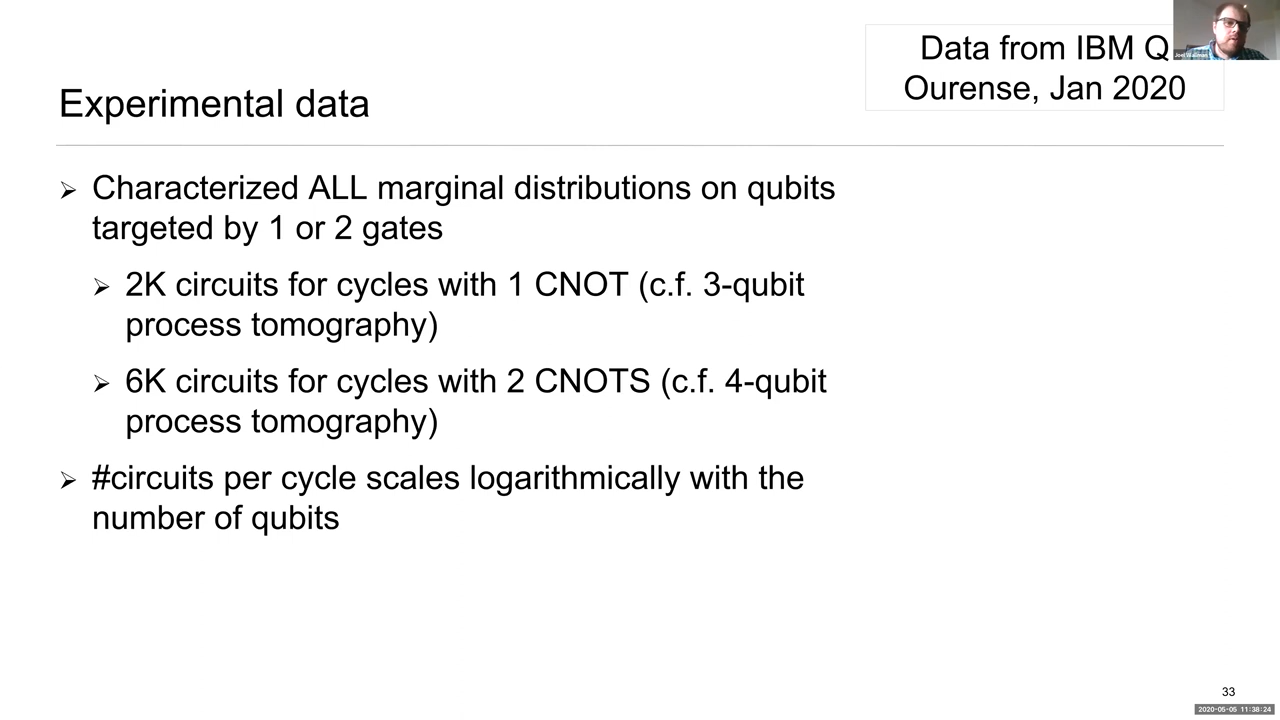 Data from IBM Q
Ourense, Jan 2020
Experimental data
Characterized ALL marginal distributions on qubits
targeted by 1 or 2 gates
2K circuits for cycles with 1 CNOT (c.f. 3-qubit
process tomography)
6K circuits for cycles with 2 CNOTS (c.f. 4-qubit
process tomography)
#circuits per cycle scales logarithmically with the
number of qubits
33
2020-05-05 11:38:24